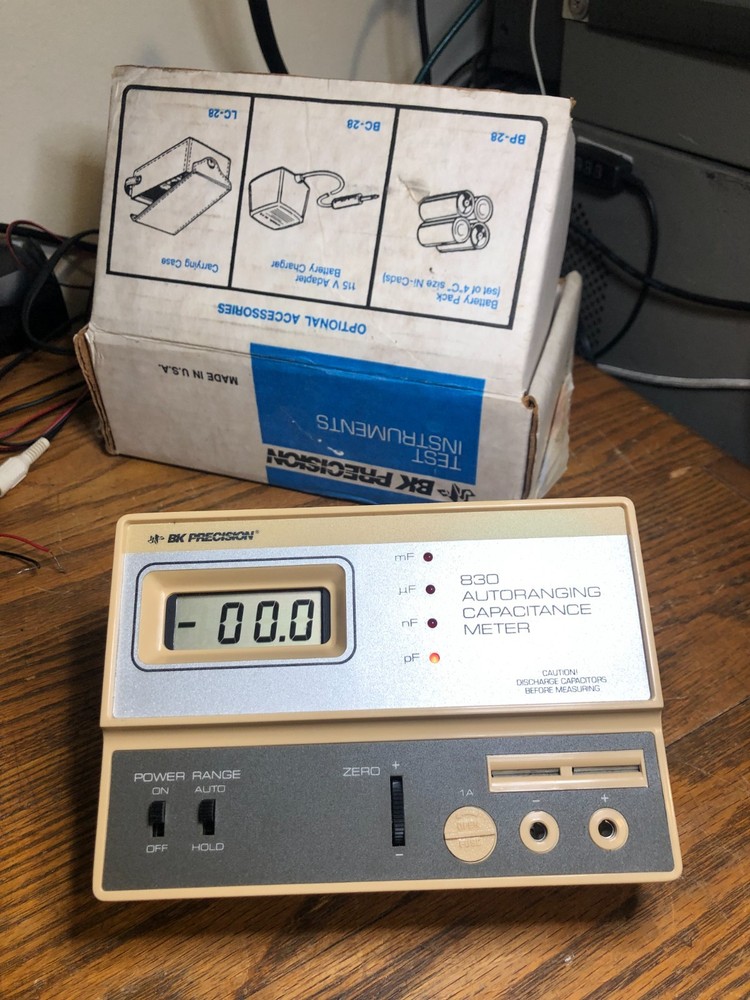 LC-28
BC-28
BP-28
Carrying Case
115 V Adapter
Battery Charger
Battery Pack
(set of 4 "C" size Ni-Cads)
OPTIONAL ACCESSORIES
MADE IN U.S.A.
TEST
INSTRUMENTS
BK PRECISION
BK PRECISION®
- 00.0
mF
µF
nF
pF
830
AUTORANGING
CAPACITANCE
METER
CAUTION!
DISCHARGE CAPACITORS
BEFORE MEASURING
POWER RANGE
ON AUTO
OFF HOLD
ZERO
+
-
1A
-
+